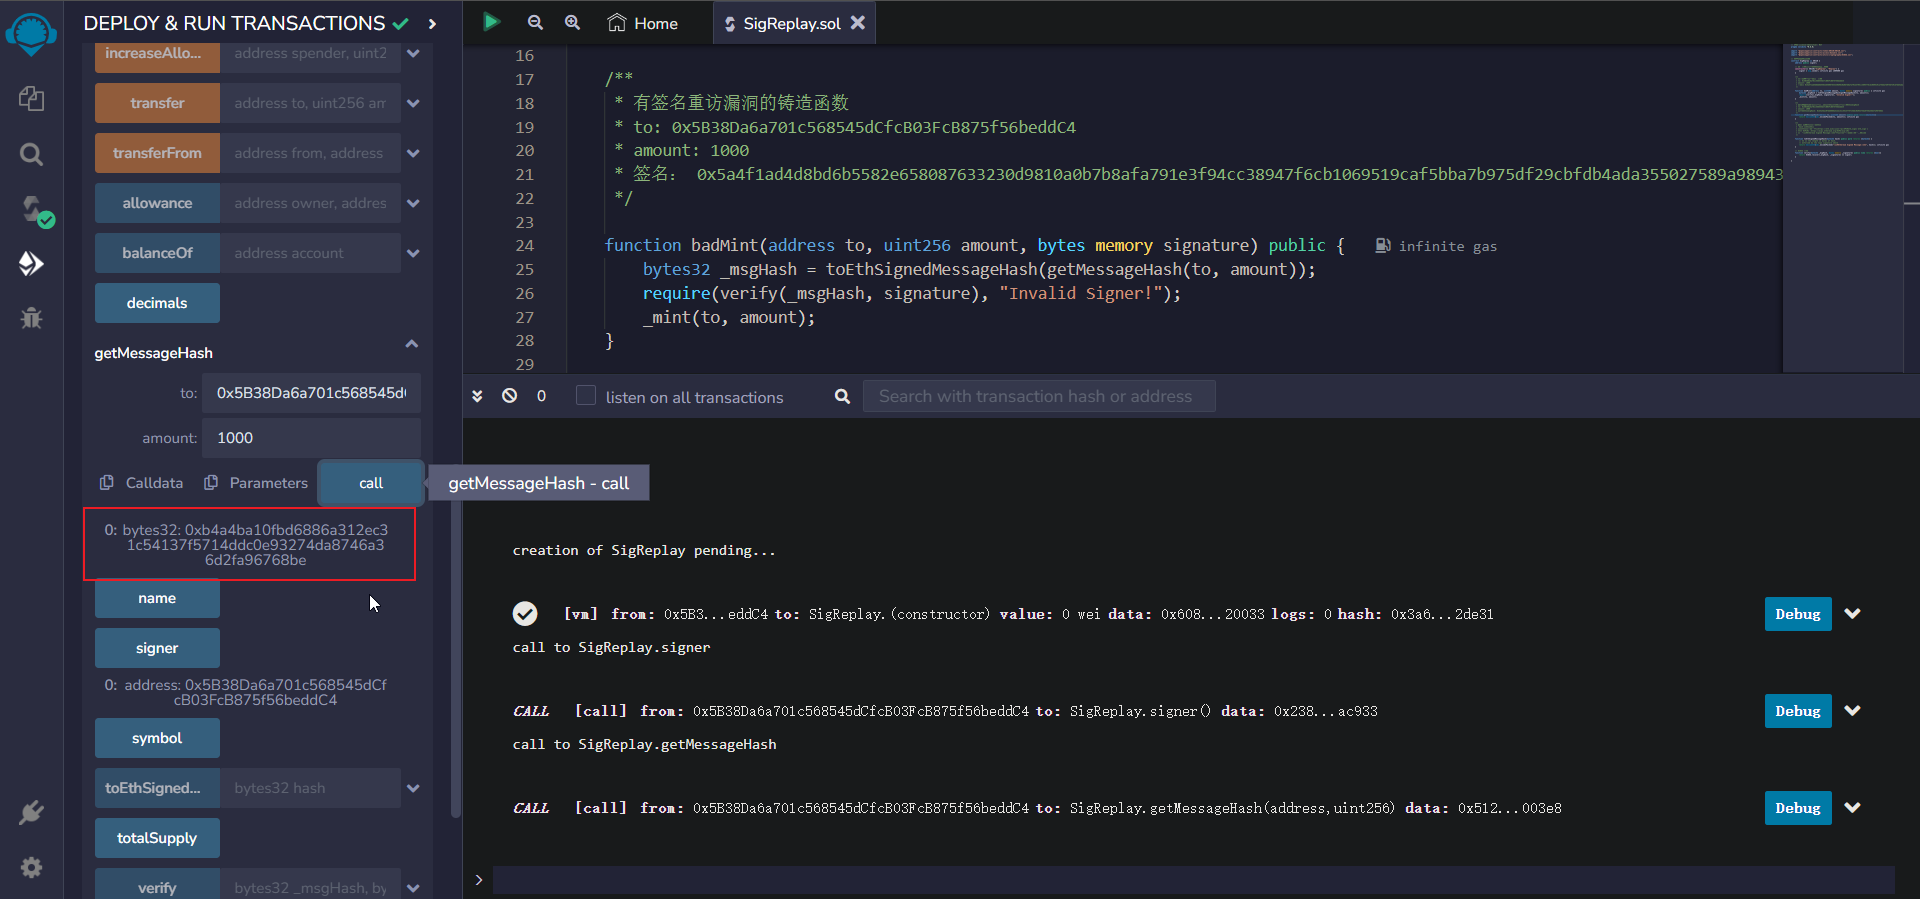 DEPLOY & RUN TRANSACTIONS
increaseAllo... address spender, uint2
transfer address to, uint256 am
transferFrom address from, address
allowance address owner, addres
balanceOf address account
decimals
getMessageHash
to: 0x5B38Da6a701c568545d
amount: 1000
Calldata Parameters call
getMessageHash - call
0: bytes32: 0xb4a4ba10fbd6886a312ec3
1c54137f5714ddc0e93274da8746a3
6d2fa96768be
name
signer
0: address: 0x5B38Da6a701c568545dCf
cB03FcB875f56beddC4
symbol
toEthSigned... bytes32 hash
totalSupply
verify bytes32 _msgHash, by
Home SigReplay.sol
16
17 /**
18 * 有签名重访漏洞的铸造函数
19 * to: 0x5B38Da6a701c568545dCfcB03FcB875f56beddC4
20 * amount: 1000
21 * 签名： 0x5a4f1ad4d8bd6b5582e658087633230d9810a0b7b8afa791e3f94cc38947f6cb1069519caf5bba7b975df29cbfdb4ada355027589a98943
22 */
23
24 function badMint(address to, uint256 amount, bytes memory signature) public { infinite gas
25 bytes32 _msgHash = toEthSignedMessageHash(getMessageHash(to, amount));
26 require(verify(_msgHash, signature), "Invalid Signer!");
27 _mint(to, amount);
28 }
29
0 listen on all transactions Search with transaction hash or address
creation of SigReplay pending...
[vm] from: 0x5B3...eddC4 to: SigReplay.(constructor) value: 0 wei data: 0x608...20033 logs: 0 hash: 0x3a6...2de31 Debug
call to SigReplay.signer
CALL [call] from: 0x5B38Da6a701c568545dCfcB03FcB875f56beddC4 to: SigReplay.signer() data: 0x238...ac933 Debug
call to SigReplay.getMessageHash
CALL [call] from: 0x5B38Da6a701c568545dCfcB03FcB875f56beddC4 to: SigReplay.getMessageHash(address,uint256) data: 0x512...003e8 Debug
>